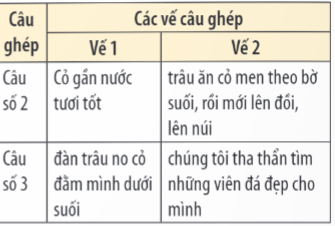 Câu ghép
Các vế câu ghép
Vế 1
Vế 2
Câu số 2
Cỏ gần nước
tươi tốt
trâu ăn cỏ men theo bờ
suối, rồi mới lên đồi,
lên núi
Câu số 3
đàn trâu no cỏ
đằm mình dưới
suối
chúng tôi tha thẩn tìm
những viên đá đẹp cho
mình